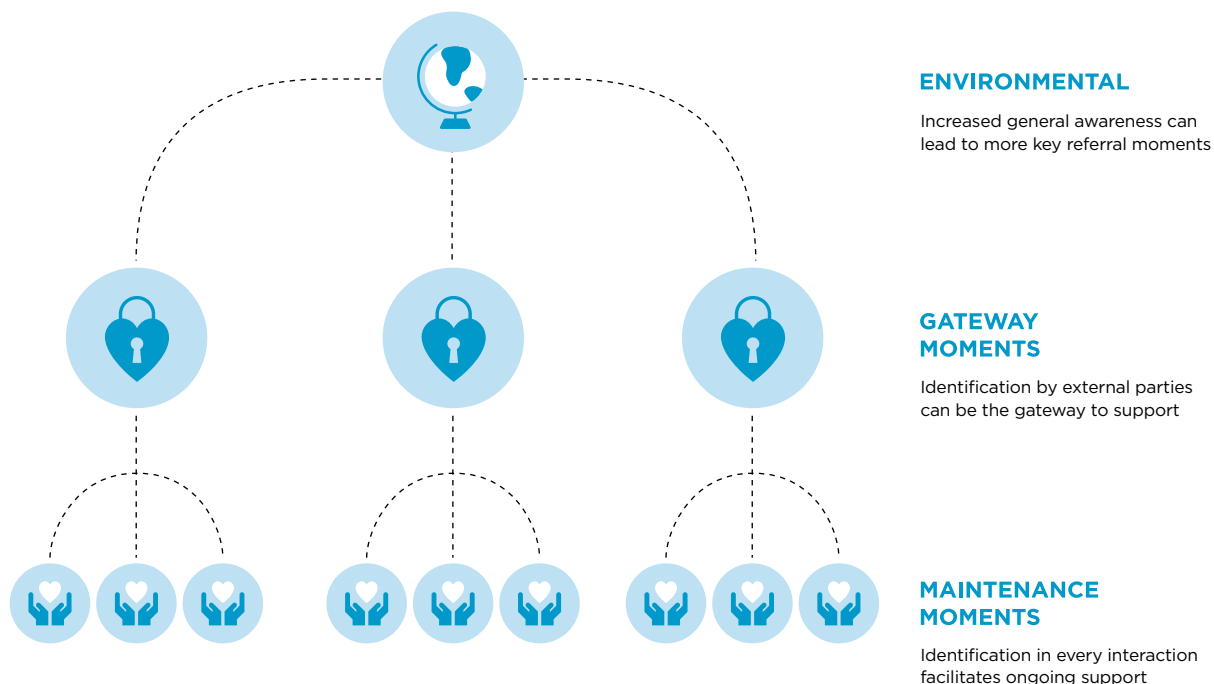 ENVIRONMENTAL
Increased general awareness can
lead to more key referral moments
GATEWAY
MOMENTS
Identification by external parties
can be the gateway to support
MAINTENANCE
MOMENTS
Identification in every interaction
facilitates ongoing support